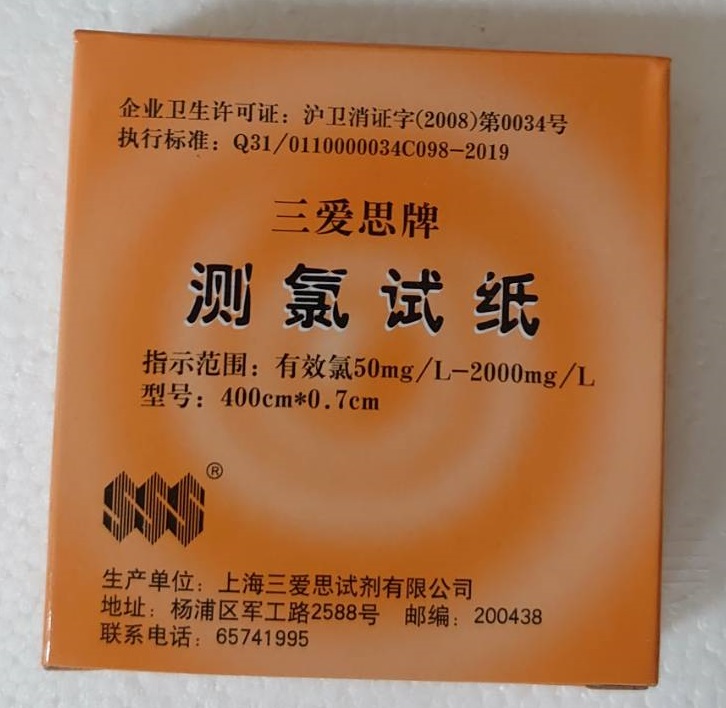 企业卫生许可证：沪卫消证字(2008)第0034号
执行标准：Q31/0110000034C098-2019
三爱思牌
测氯试纸
指示范围：有效氯50mg/L-2000mg/L
型号：400cm*0.7cm
SSS®
生产单位：上海三爱思试剂有限公司
地址：杨浦区军工路2588号 邮编：200438
联系电话：65741995